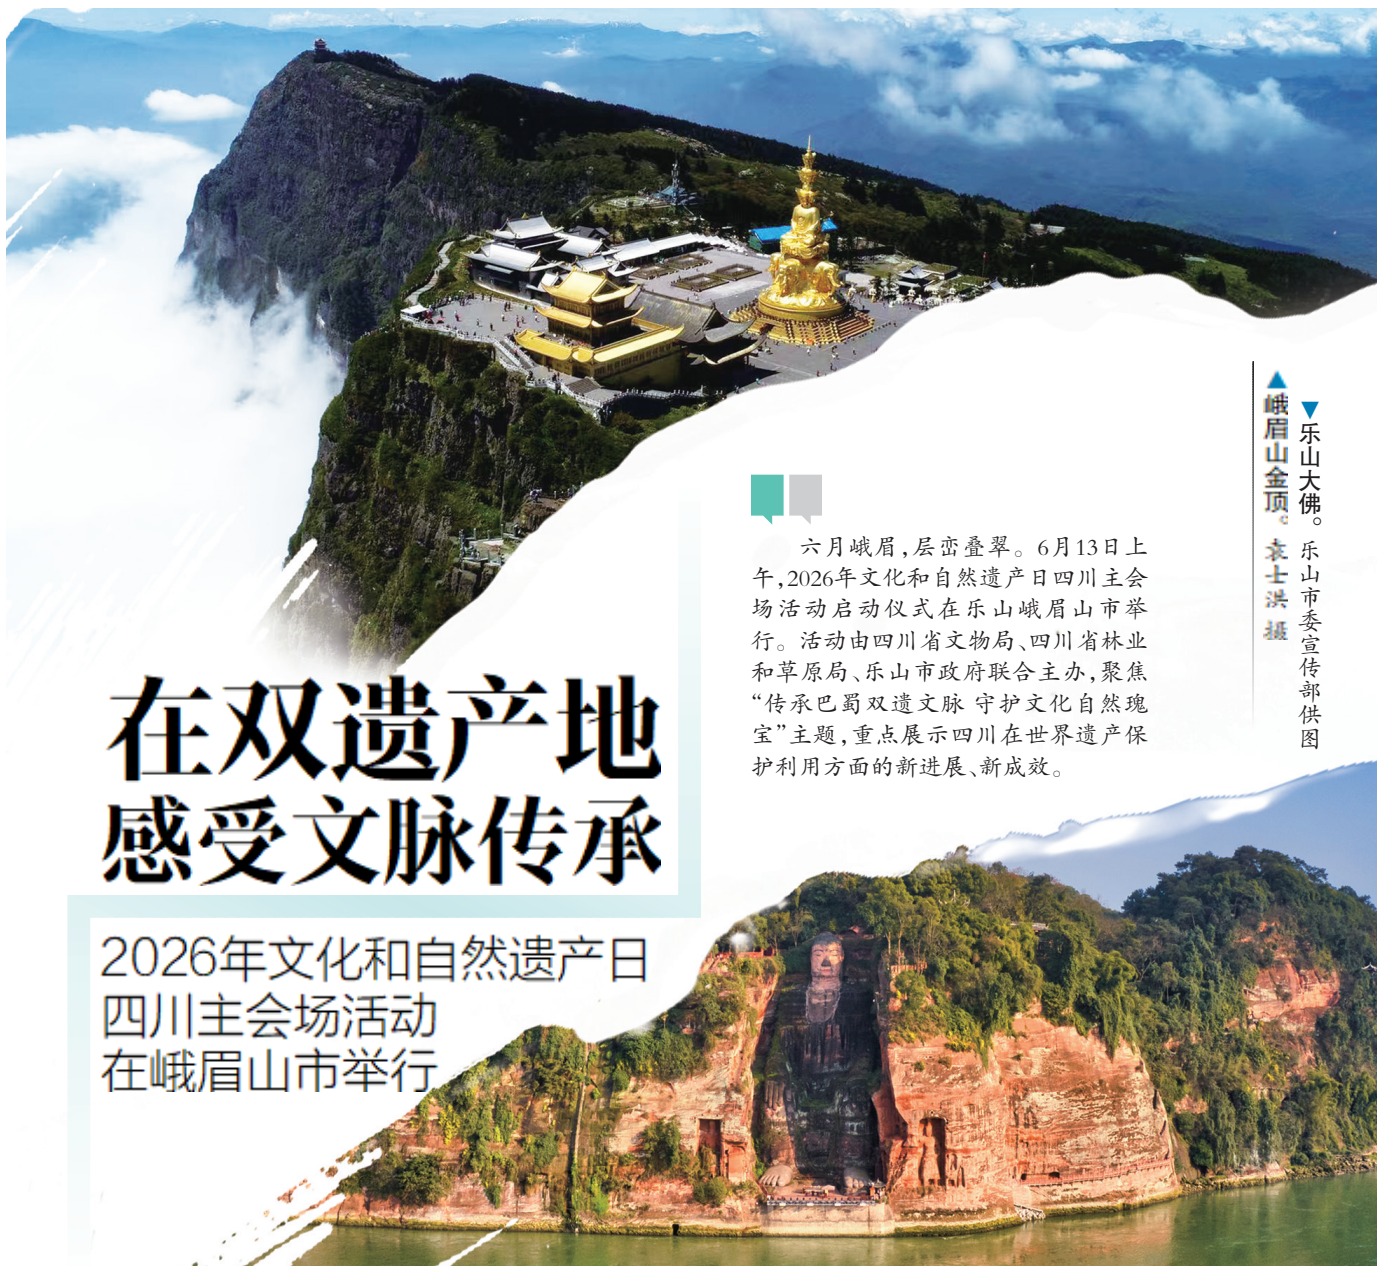 ▲峨眉山金顶。 袁士洪 摄
▼乐山大佛。 乐山市委宣传部供图
六月峨眉，层峦叠翠。6月13日上
午，2026年文化和自然遗产日四川主会
场活动启动仪式在乐山峨眉山市举
行。活动由四川省文物局、四川省林业
和草原局、乐山市政府联合主办，聚焦
“传承巴蜀双遗文脉 守护文化自然瑰
宝”主题，重点展示四川在世界遗产保
护利用方面的新进展、新成效。
在双遗产地
感受文脉传承
2026年文化和自然遗产日
四川主会场活动
在峨眉山市举行